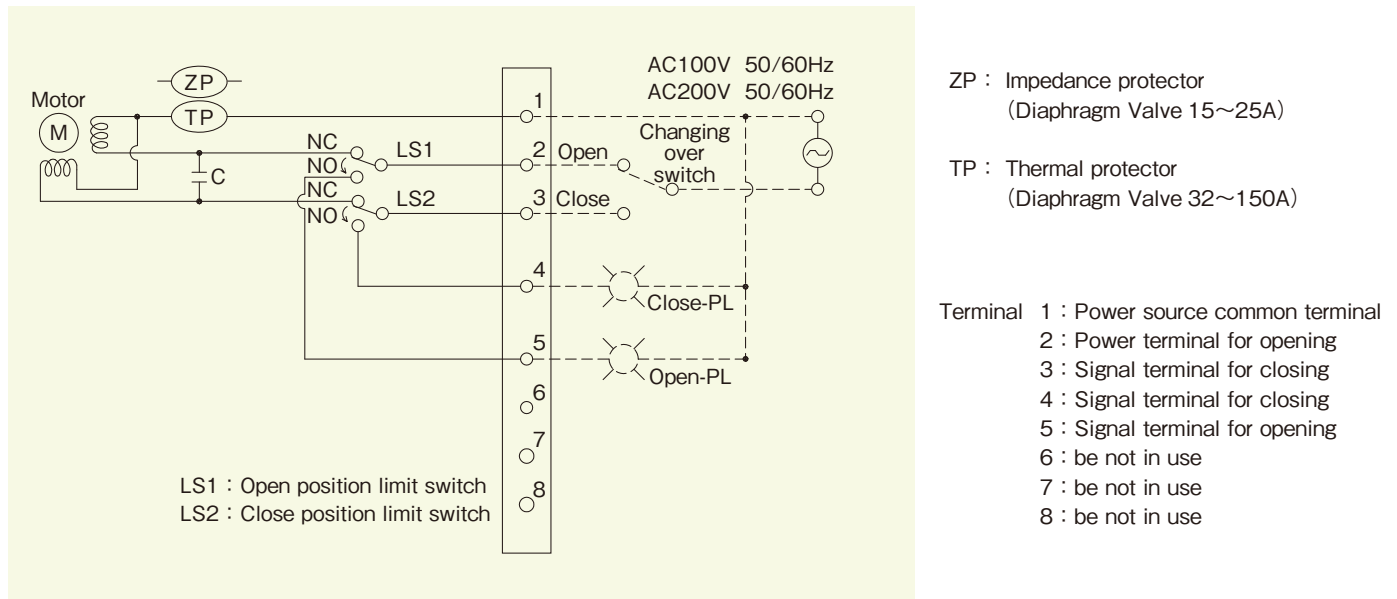 AC100V 50/60Hz
AC200V 50/60Hz
ZP
TP
Motor
M
C
NC
NO
LS1
NC
NO
LS2
1
2 Open
3 Close
Changing
over
switch
4
Close-PL
5
Open-PL
6
7
8
LS1：Open position limit switch
LS2：Close position limit switch
ZP： Impedance protector
（Diaphragm Valve 15～25A）
TP： Thermal protector
（Diaphragm Valve 32～150A）
Terminal 1：Power source common terminal
2：Power terminal for opening
3：Signal terminal for closing
4：Signal terminal for closing
5：Signal terminal for opening
6：be not in use
7：be not in use
8：be not in use